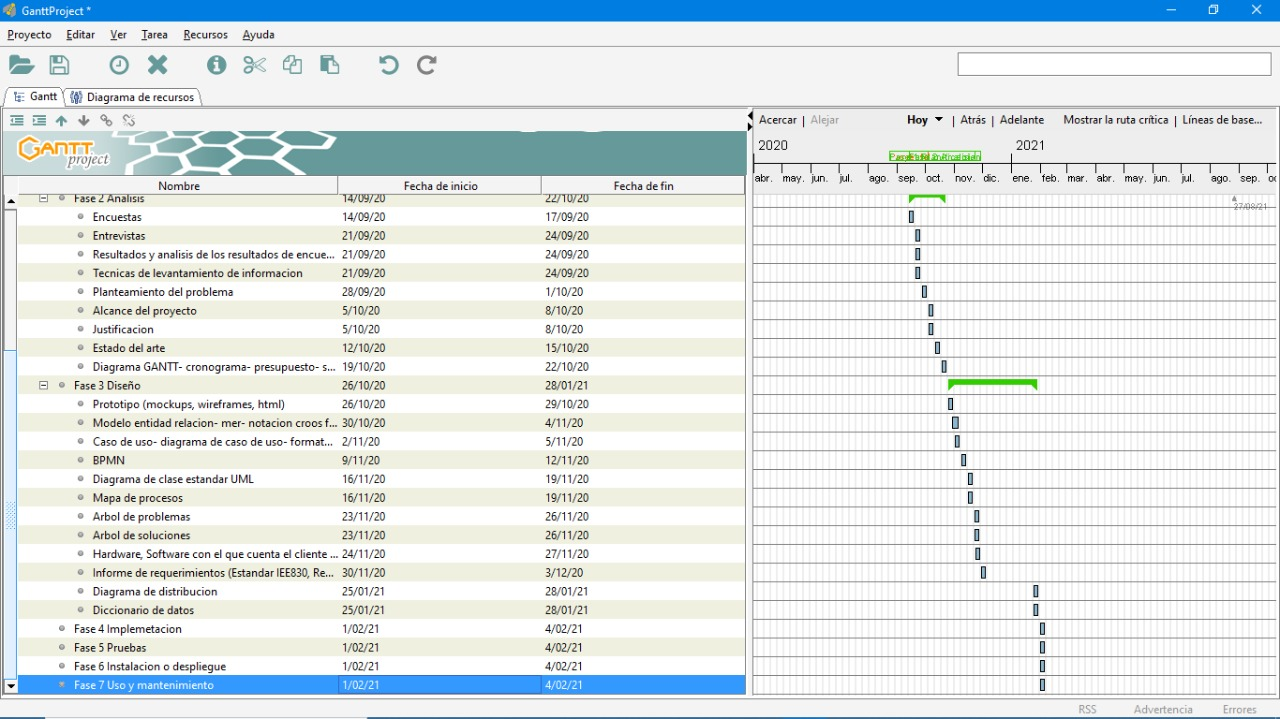 GanttProject *
Proyecto Editar Ver Tarea Recursos Ayuda
Gantt Diagrama de recursos
GANTT project
Acercar | Alejar Hoy | Atrás | Adelante Mostrar la ruta crítica | Líneas de base...
2020 2021
abr. may. jun. jul. ago. sep. oct. nov. dic. ene. feb. mar. abr. may. jun. jul. ago. sep. oc
Nombre Fecha de inicio Fecha de fin
Fase 2 Analisis 14/09/20 22/10/20
27/08/21
Encuestas 14/09/20 17/09/20
Entrevistas 21/09/20 24/09/20
Resultados y analisis de los resultados de encue... 21/09/20 24/09/20
Tecnicas de levantamiento de informacion 21/09/20 24/09/20
Planteamiento del problema 28/09/20 1/10/20
Alcance del proyecto 5/10/20 8/10/20
Justificacion 5/10/20 8/10/20
Estado del arte 12/10/20 15/10/20
Diagrama GANTT- cronograma- presupuesto- s... 19/10/20 22/10/20
Fase 3 Diseño 26/10/20 28/01/21
Prototipo (mockups, wireframes, html) 26/10/20 29/10/20
Modelo entidad relacion- mer- notacion croos f... 30/10/20 4/11/20
Caso de uso- diagrama de caso de uso- format... 2/11/20 5/11/20
BPMN 9/11/20 12/11/20
Diagrama de clase estandar UML 16/11/20 19/11/20
Mapa de procesos 16/11/20 19/11/20
Arbol de problemas 23/11/20 26/11/20
Arbol de soluciones 23/11/20 26/11/20
Hardware, Software con el que cuenta el cliente ... 24/11/20 27/11/20
Informe de requerimientos (Estandar IEE830, Re... 30/11/20 3/12/20
Diagrama de distribucion 25/01/21 28/01/21
Diccionario de datos 25/01/21 28/01/21
Fase 4 Implemetacion 1/02/21 4/02/21
Fase 5 Pruebas 1/02/21 4/02/21
Fase 6 Instalacion o despliegue 1/02/21 4/02/21
Fase 7 Uso y mantenimiento 1/02/21 4/02/21
RSS Advertencia Errores